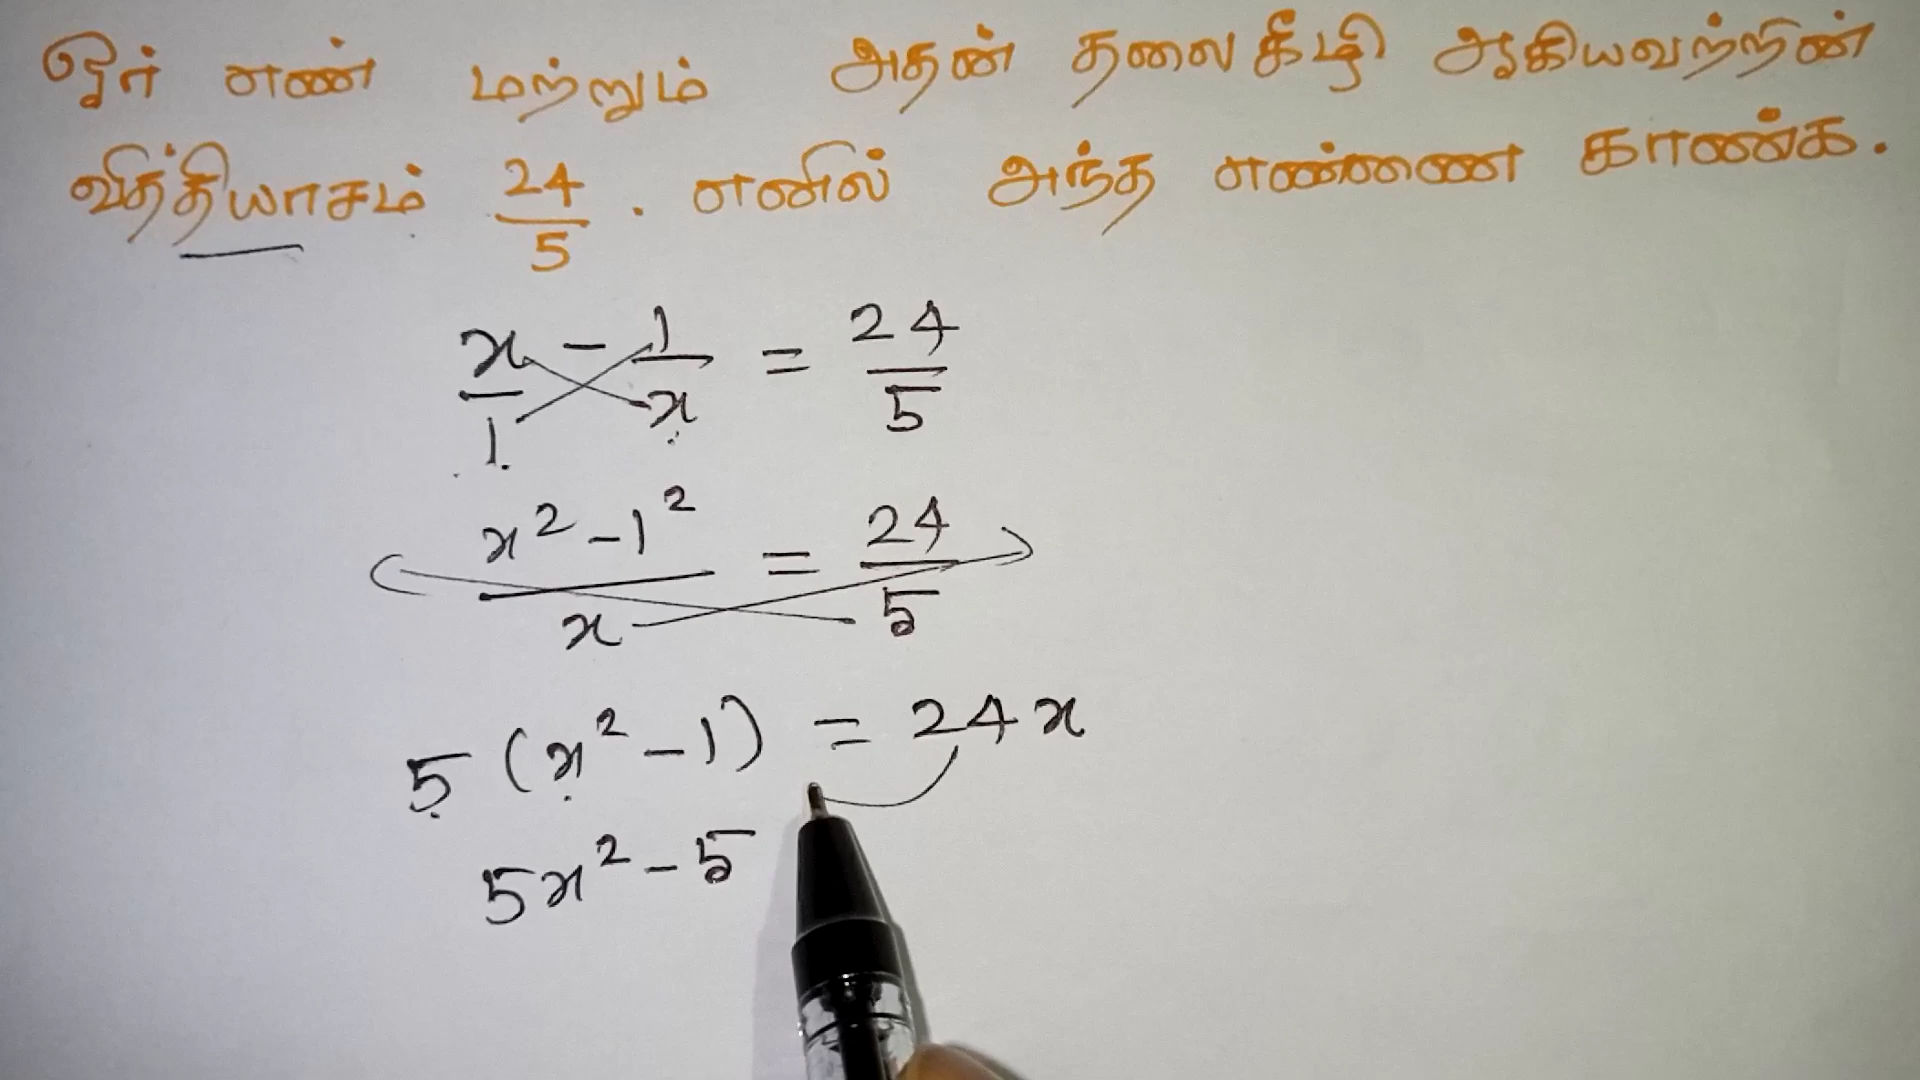 ஓர் எண் மற்றும் அதன் தலைகீழி ஆகியவற்றின்
வித்தியாசம் 24/5 . எனில் அந்த எண்ணை காண்க.
x/1 - 1/x = 24/5
x² - 1² / x = 24/5
5 (x² - 1) = 24x
5x² - 5